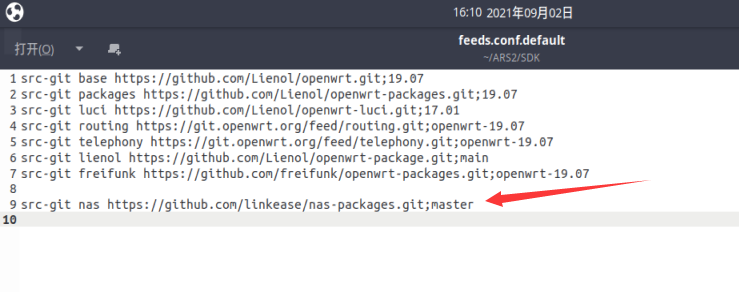 16:10 2021年09月02日
打开(O)
feeds.conf.default
~/ARS2/SDK
1 src-git base https://github.com/Lienol/openwrt.git;19.07
2 src-git packages https://github.com/Lienol/openwrt-packages.git;19.07
3 src-git luci https://github.com/Lienol/openwrt-luci.git;17.01
4 src-git routing https://git.openwrt.org/feed/routing.git;openwrt-19.07
5 src-git telephony https://git.openwrt.org/feed/telephony.git;openwrt-19.07
6 src-git lienol https://github.com/Lienol/openwrt-package.git;main
7 src-git freifunk https://github.com/freifunk/openwrt-packages.git;openwrt-19.07
8
9 src-git nas https://github.com/linkease/nas-packages.git;master
10